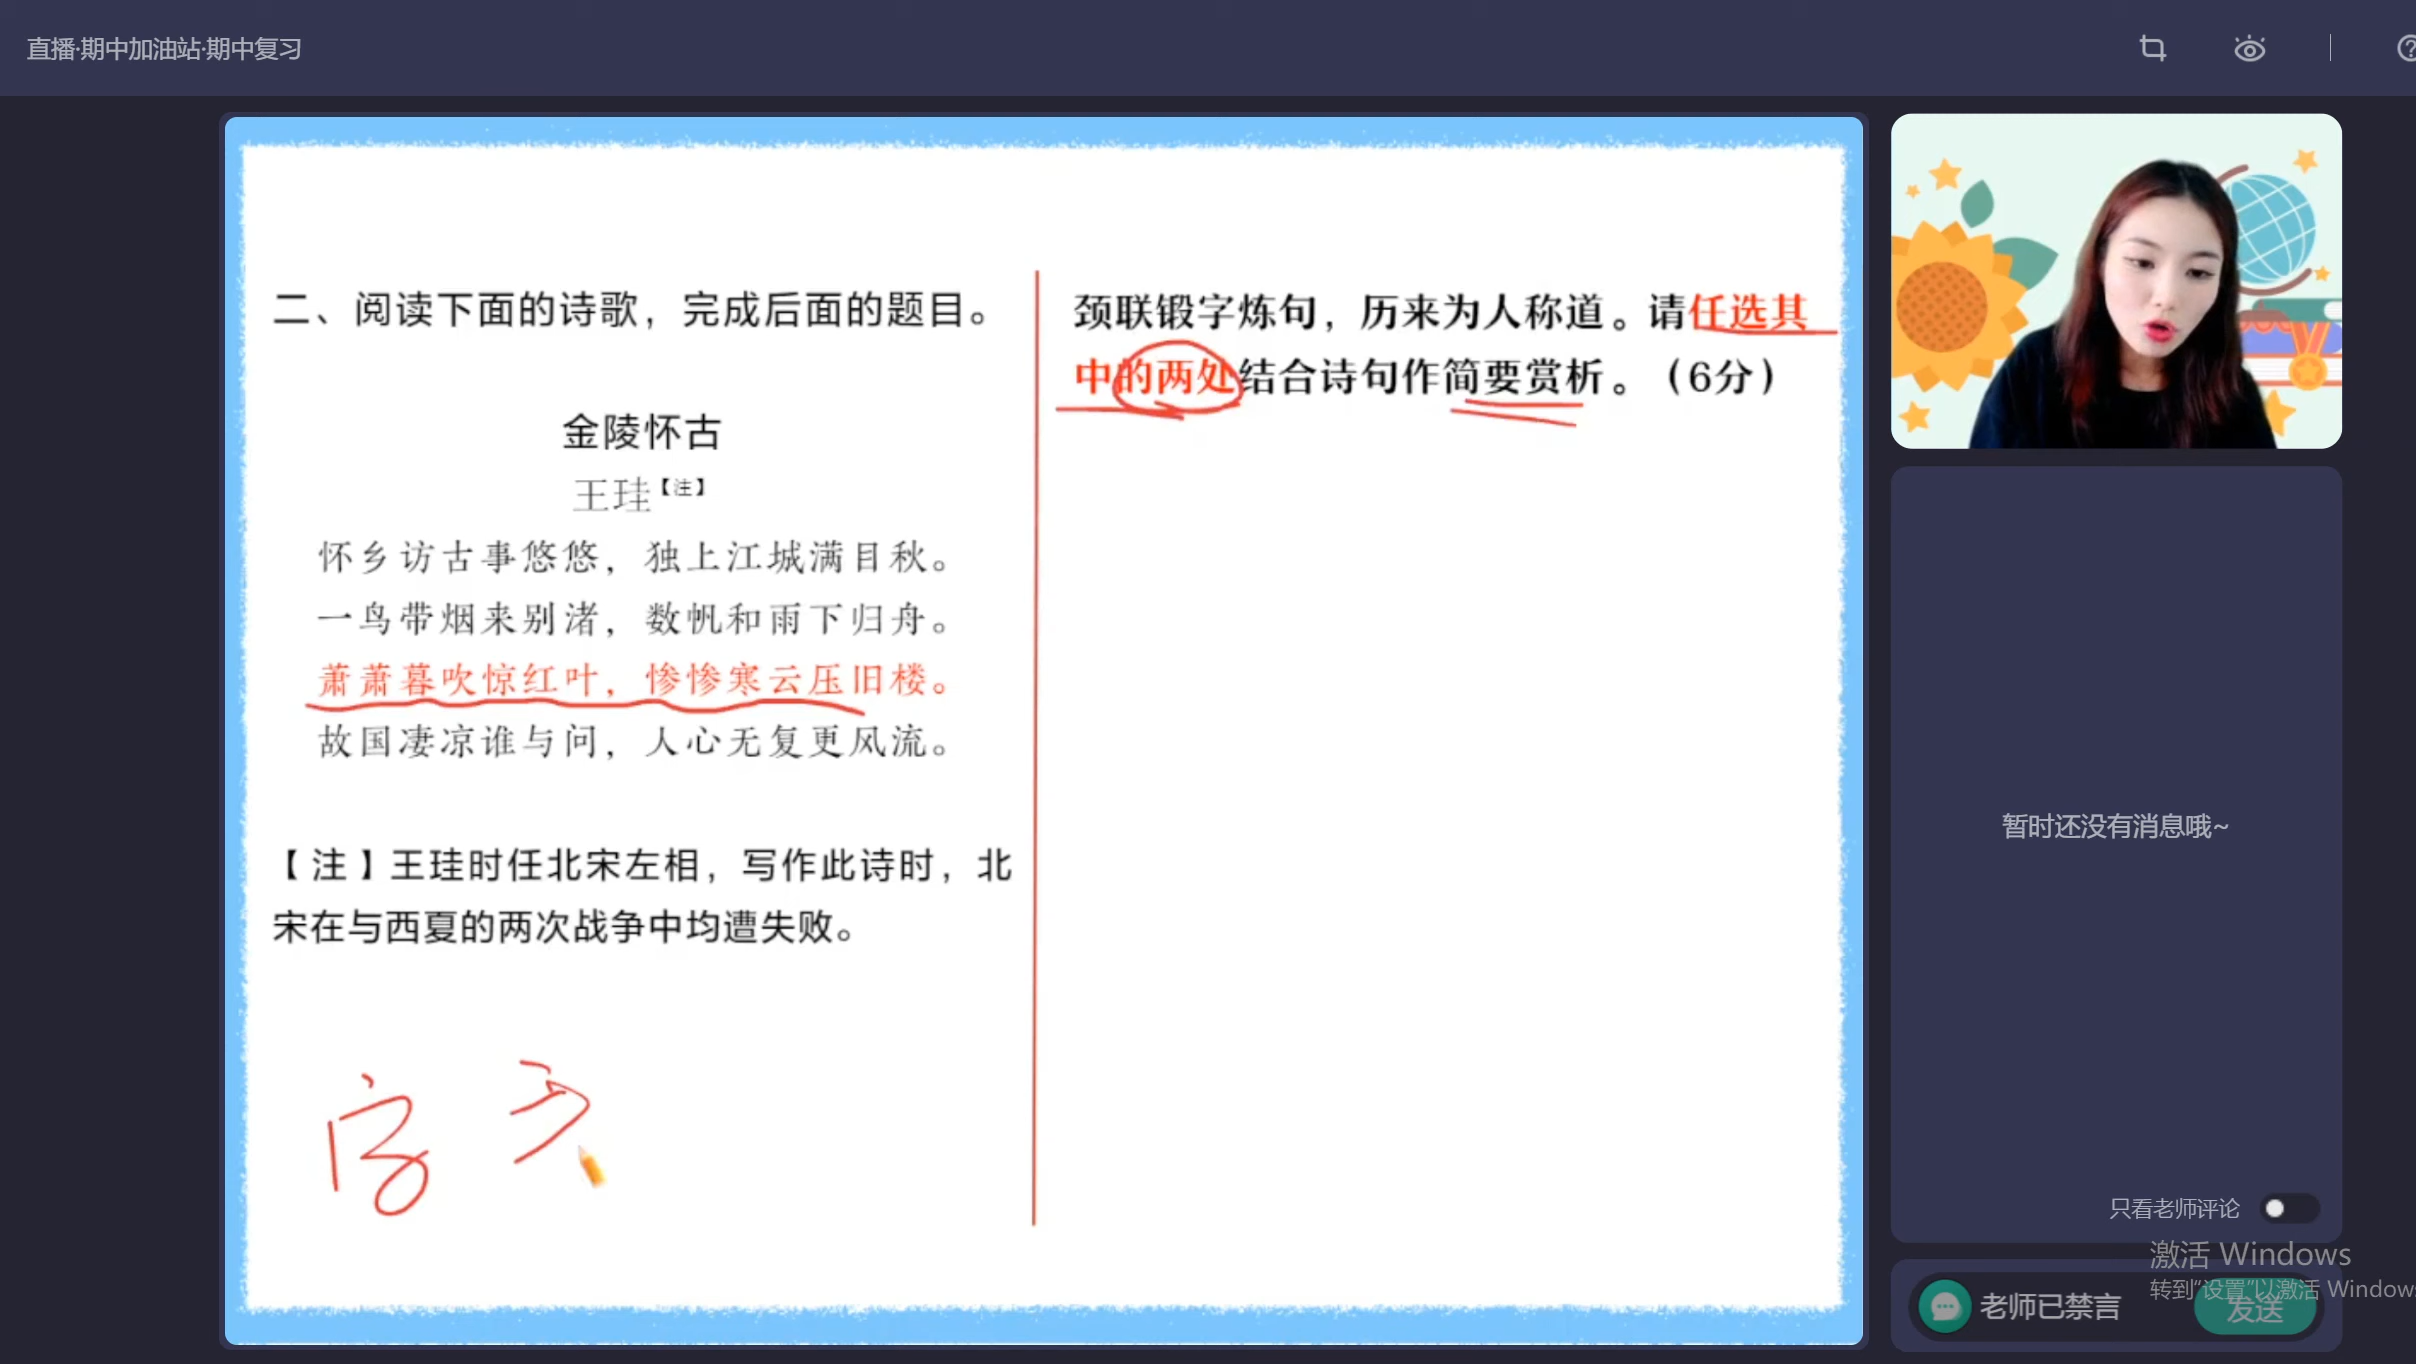 直播·期中加油站·期中复习
二、阅读下面的诗歌，完成后面的题目。
金陵怀古
王珪【注】
怀乡访古事悠悠，独上江城满目秋。
一鸟带烟来别渚，数帆和雨下归舟。
萧萧暮吹惊红叶，惨惨寒云压旧楼。
故国凄凉谁与问，人心无复更风流。
【注】王珪时任北宋左相，写作此诗时，北
宋在与西夏的两次战争中均遭失败。
颈联锻字炼句，历来为人称道。请任选其
中的两处结合诗句作简要赏析。（6分）
暂时还没有消息哦~
只看老师评论
激活 Windows
转到“设置”以激活 Windows
老师已禁言
发送